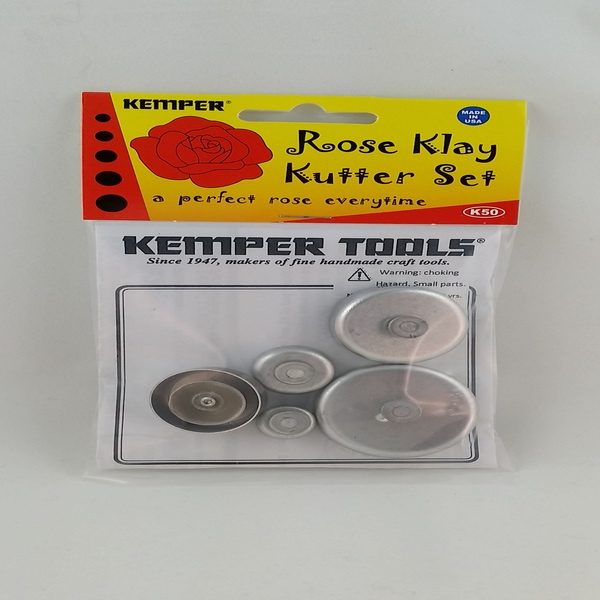 KEMPER®
MADE
IN
USA
Rose Klay
Kutter Set
a perfect rose everytime
K50
KEMPER TOOLS®
Since 1947, makers of fine handmade craft tools.
Warning: choking
Hazard, Small parts.